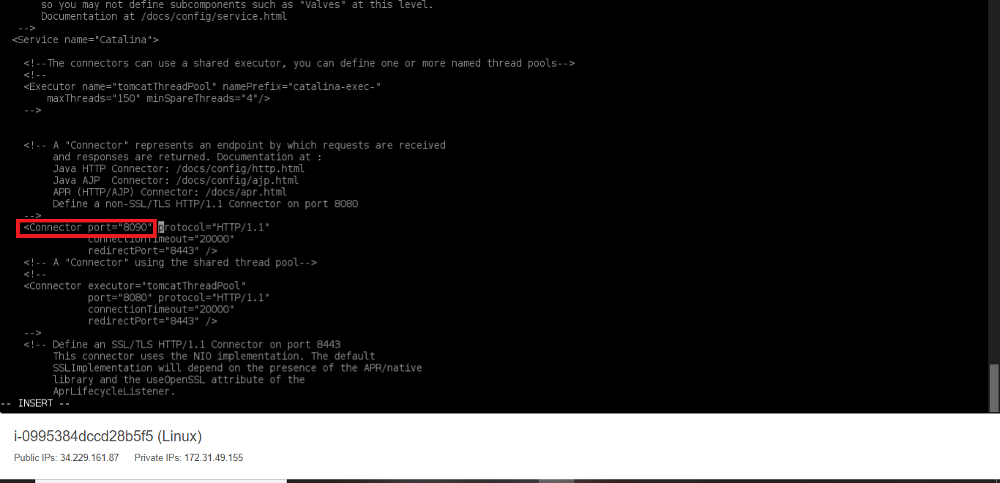 so you may not define subcomponents such as "Valves" at this level.
Documentation at /docs/config/service.html
-->
<Service name="Catalina">
<!--The connectors can use a shared executor, you can define one or more named thread pools-->
<!--
<Executor name="tomcatThreadPool" namePrefix="catalina-exec-"
maxThreads="150" minSpareThreads="4"/>
-->
<!-- A "Connector" represents an endpoint by which requests are received
and responses are returned. Documentation at :
Java HTTP Connector: /docs/config/http.html
Java AJP  Connector: /docs/config/ajp.html
APR (HTTP/AJP) Connector: /docs/apr.html
Define a non-SSL/TLS HTTP/1.1 Connector on port 8080
-->
<Connector port="8090" protocol="HTTP/1.1"
connectionTimeout="20000"
redirectPort="8443" />
<!-- A "Connector" using the shared thread pool-->
<!--
<Connector executor="tomcatThreadPool"
port="8080" protocol="HTTP/1.1"
connectionTimeout="20000"
redirectPort="8443" />
-->
<!-- Define an SSL/TLS HTTP/1.1 Connector on port 8443
This connector uses the NIO implementation. The default
SSLImplementation will depend on the presence of the APR/native
library and the useOpenSSL attribute of the
AprLifecycleListener.
-- INSERT --
i-0995384dccd28b5f5 (Linux)
Public IPs: 34.229.161.87 Private IPs: 172.31.49.155